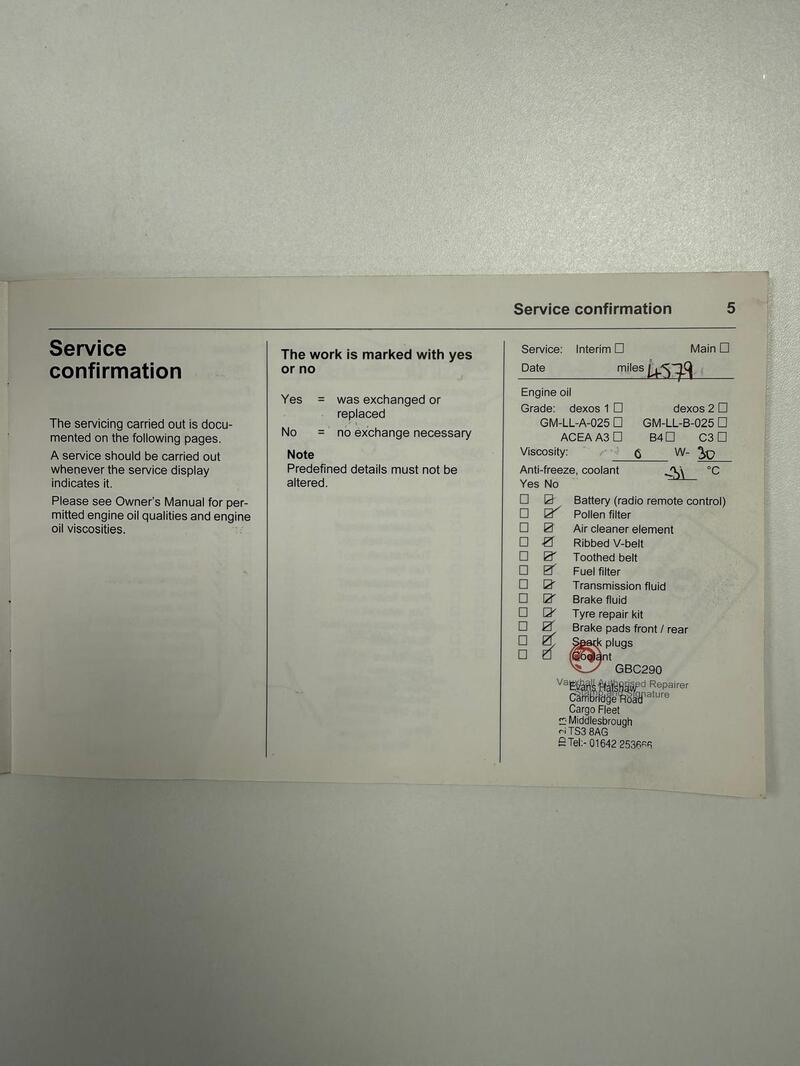 Service confirmation 5
Service
confirmation
The servicing carried out is docu-
mented on the following pages.
A service should be carried out
whenever the service display
indicates it.
Please see Owner's Manual for per-
mitted engine oil qualities and engine
oil viscosities.
The work is marked with yes
or no
Yes = was exchanged or
replaced
No = no exchange necessary
Note
Predefined details must not be
altered.
Service: Interim ☐ Main ☐
Date miles 4579
Engine oil
Grade: dexos 1 ☐ dexos 2 ☐
GM-LL-A-025 ☐ GM-LL-B-025 ☐
ACEA A3 ☐ B4 ☐ C3 ☐
Viscosity: 0 W- 30
Anti-freeze, coolant -31 °C
Yes No
☐ ☑ Battery (radio remote control)
☐ ☑ Pollen filter
☐ ☑ Air cleaner element
☐ ☑ Ribbed V-belt
☐ ☑ Toothed belt
☐ ☑ Fuel filter
☐ ☑ Transmission fluid
☐ ☑ Brake fluid
☐ ☑ Tyre repair kit
☐ ☑ Brake pads front / rear
☐ ☑ Spark plugs
☐ ☑ Coolant
GBC290
Vauxhall Authorised Repairer
Evans Halshaw
Stamp and Signature
Cambridge Road
Cargo Fleet
Middlesbrough
TS3 8AG
Tel:- 01642 253666